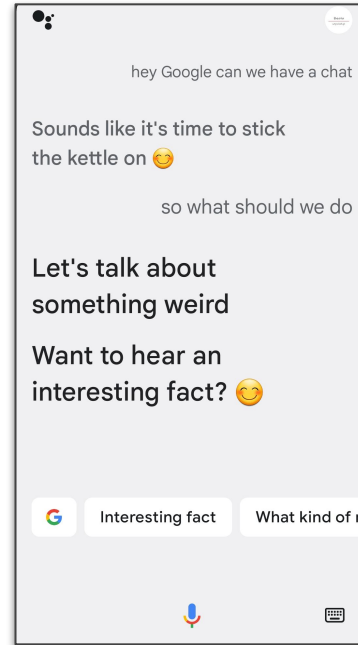 hey Google can we have a chat
Sounds like it's time to stick
the kettle on 😊
so what should we do
Let's talk about
something weird
Want to hear an
interesting fact? 😊
Interesting fact
What kind of